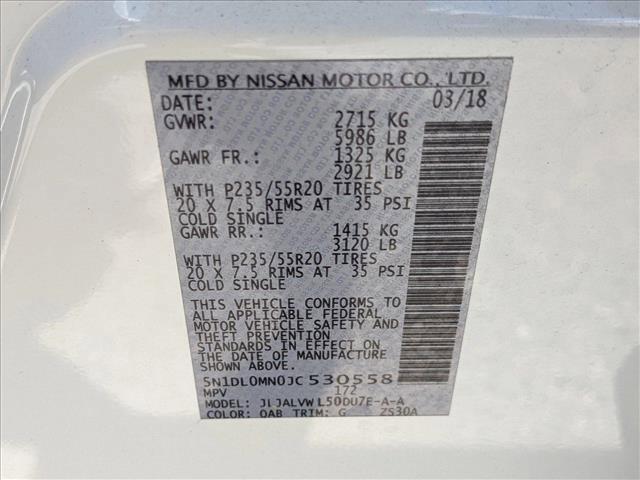 MFD BY NISSAN MOTOR CO., LTD.
DATE: 03/18
GVWR: 2715 KG
5986 LB
GAWR FR.: 1325 KG
2921 LB
WITH P235/55R20 TIRES
20 X 7.5 RIMS AT 35 PSI
COLD SINGLE
GAWR RR.: 1415 KG
3120 LB
WITH P235/55R20 TIRES
20 X 7.5 RIMS AT 35 PSI
COLD SINGLE
THIS VEHICLE CONFORMS TO
ALL APPLICABLE FEDERAL
MOTOR VEHICLE SAFETY AND
THEFT PREVENTION
STANDARDS IN EFFECT ON
THE DATE OF MANUFACTURE
SHOWN ABOVE.
5N1DL0MN0JC 530558
MPV 172
MODEL: JLJALVW L50DU7E-A-A
COLOR: QAB TRIM: G ZS30A